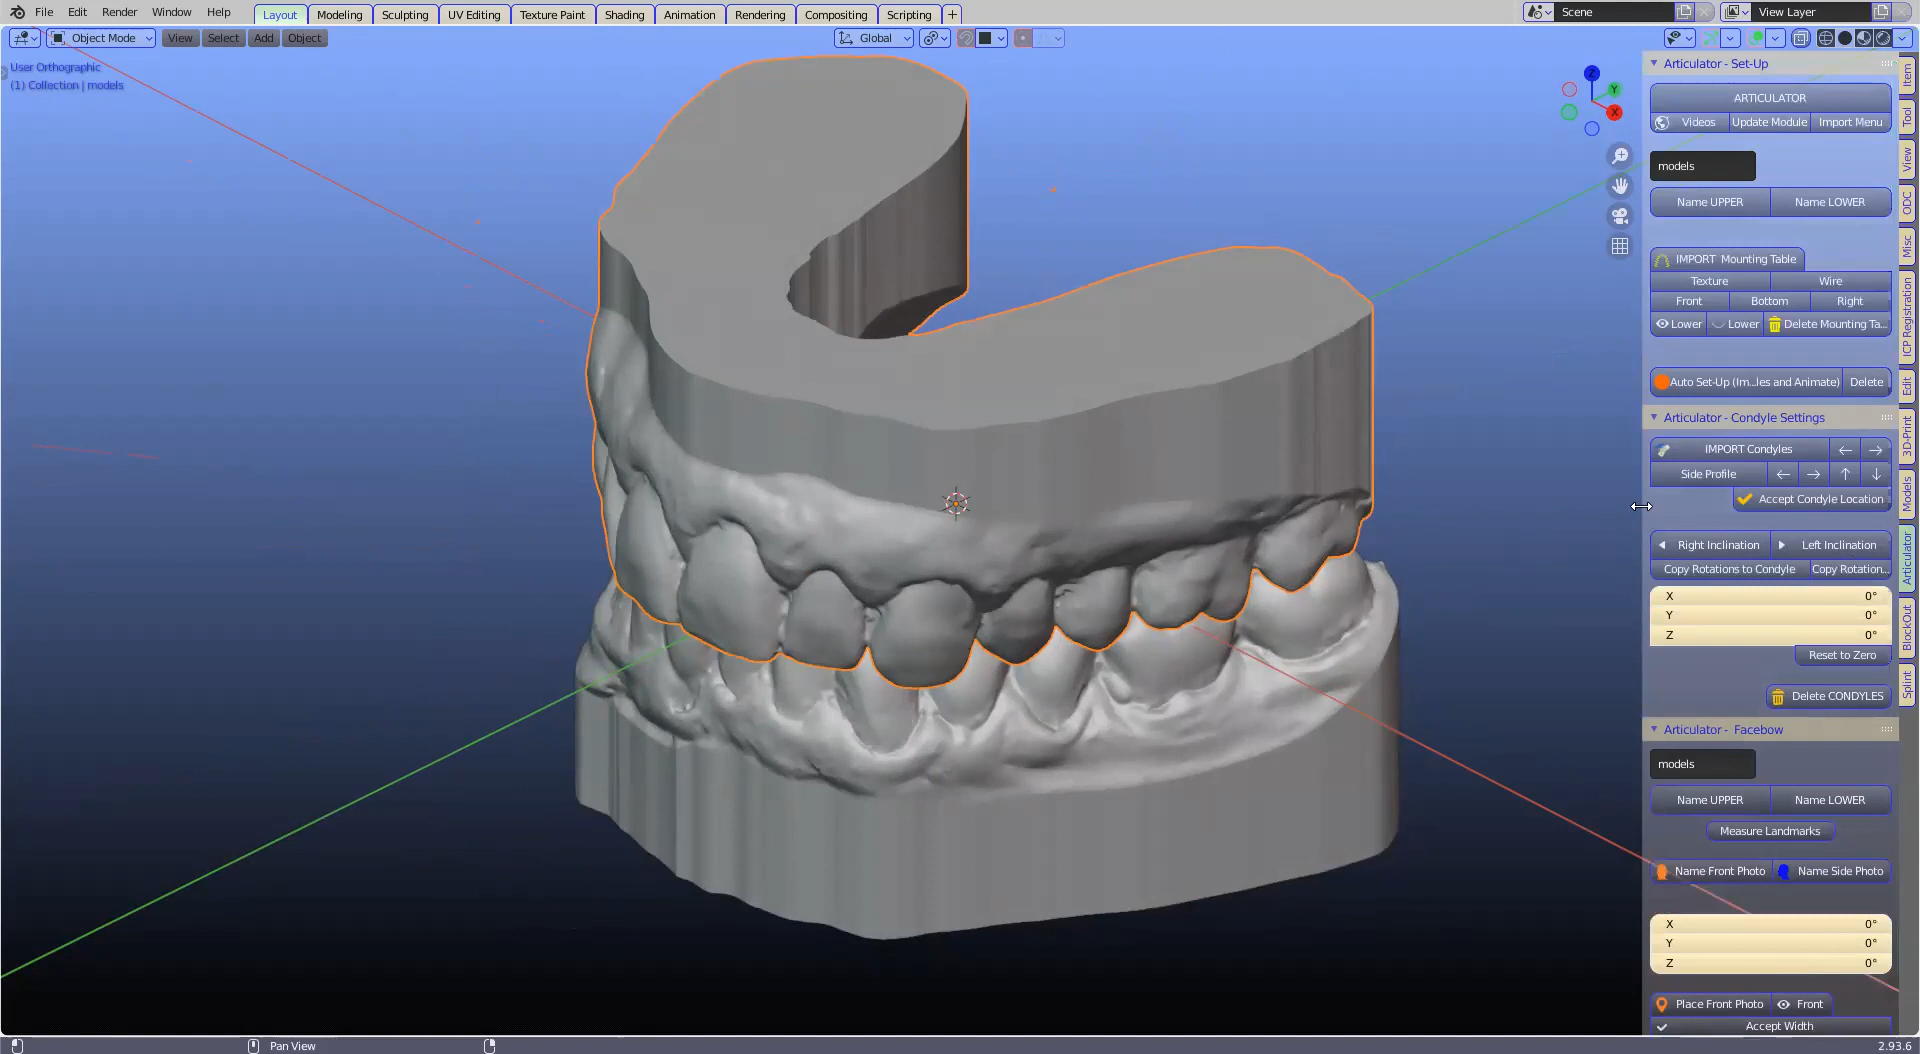 File Edit Render Window Help Layout Modeling Sculpting UV Editing Texture Paint Shading Animation Rendering Compositing Scripting + Scene View Layer
Object Mode View Select Add Object Global
User Orthographic
(1) Collection | models
Z
Y
X
Articulator - Set-Up
ARTICULATOR
Videos Update Module Import Menu
models
Name UPPER Name LOWER
IMPORT Mounting Table
Texture Wire
Front Bottom Right
Lower Lower Delete Mounting Ta...
Auto Set-Up (Im...les and Animate) Delete
Articulator - Condyle Settings
IMPORT Condyles ← →
Side Profile ← → ↑ ↓
Accept Condyle Location
Right Inclination Left Inclination
Copy Rotations to Condyle Copy Rotation...
X 0°
Y 0°
Z 0°
Reset to Zero
Delete CONDYLES
Articulator - Facebow
models
Name UPPER Name LOWER
Measure Landmarks
Name Front Photo Name Side Photo
X 0°
Y 0°
Z 0°
Place Front Photo Front
Accept Width
Item
Tool
View
ODC
Misc
ICP Registration
Edit
3D-Print
Models
Articulator
BlockOut
Splint
Pan View 2.93.6